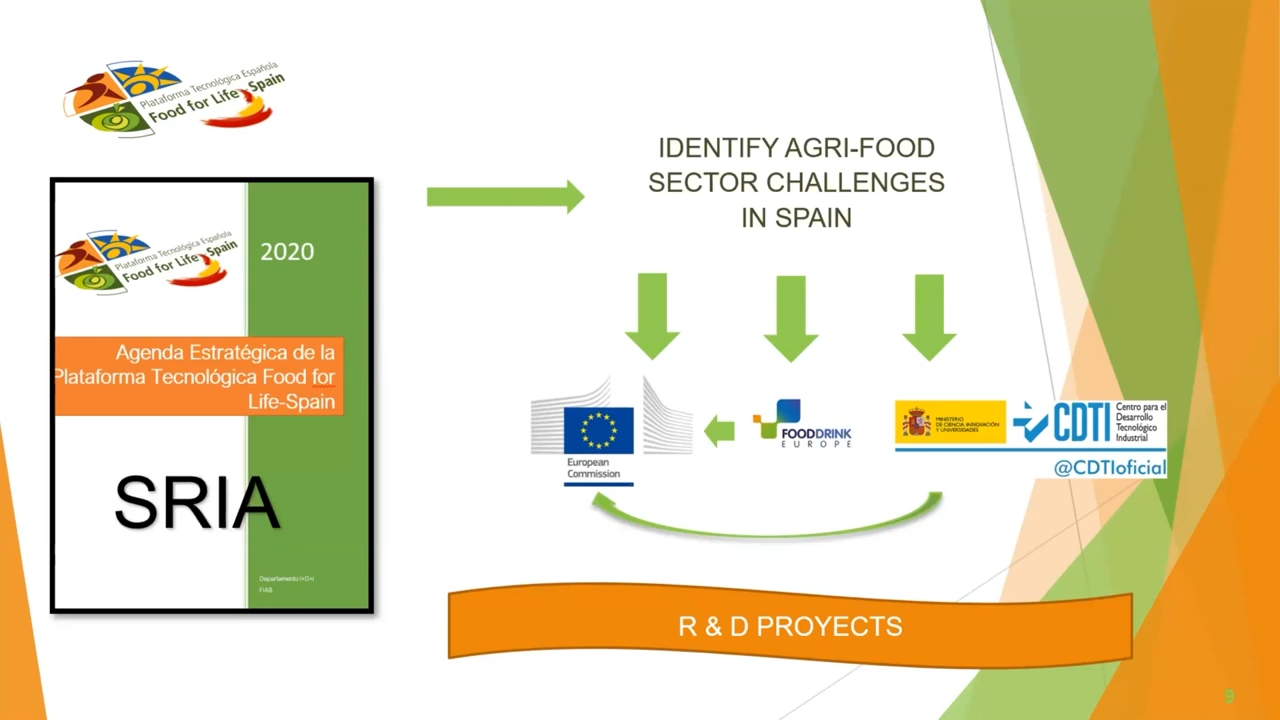 Plataforma Tecnológica Española
Food for Life-Spain
IDENTIFY AGRI-FOOD
SECTOR CHALLENGES
IN SPAIN
Plataforma Tecnológica Española
Food for Life-Spain
2020
Agenda Estratégica de la
Plataforma Tecnológica Food for
Life-Spain
SRIA
Departamento I+D+i
FIAB
European
Commission
FOODDRINK
EUROPE
MINISTERIO
DE CIENCIA, INNOVACIÓN
Y UNIVERSIDADES
CDTI
Centro para el
Desarrollo
Tecnológico
Industrial
@CDTIoficial
R & D PROYECTS
9